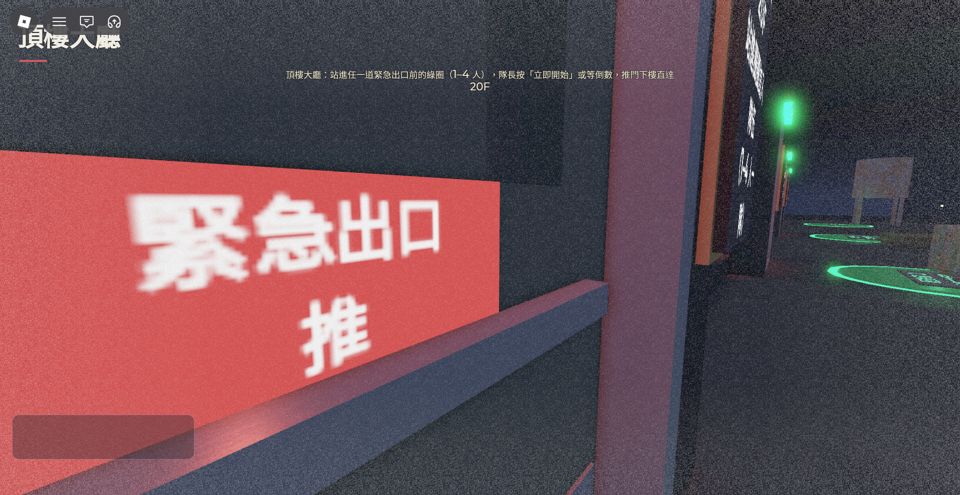 頂樓大廳
頂樓大廳：站進任一道緊急出口前的綠圈（1–4 人），隊長按「立即開始」或等倒數，推門下樓直達
20F
緊急出口
推